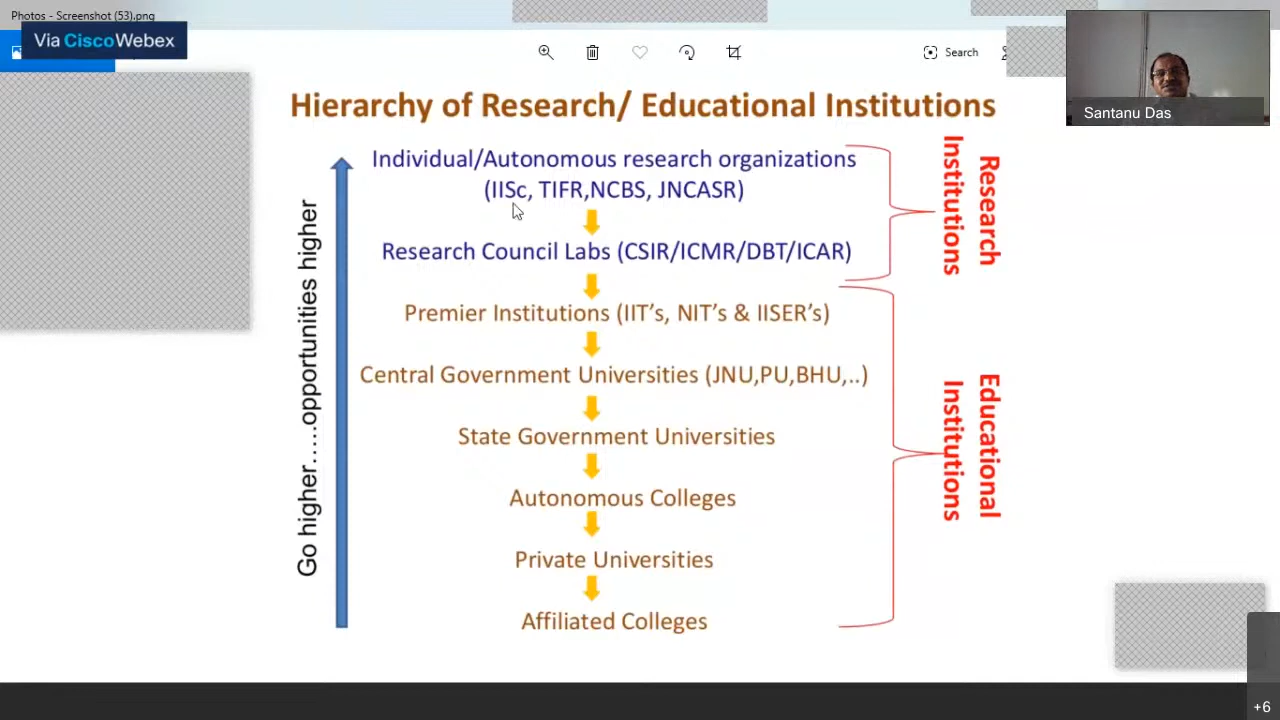 Photos - Screenshot (53).png
Via CiscoWebex
Search
Santanu Das
Hierarchy of Research/ Educational Institutions
Individual/Autonomous research organizations
(IISc, TIFR,NCBS, JNCASR)
Research Council Labs (CSIR/ICMR/DBT/ICAR)
Premier Institutions (IIT’s, NIT’s & IISER’s)
Central Government Universities (JNU,PU,BHU,..)
State Government Universities
Autonomous Colleges
Private Universities
Affiliated Colleges
Go higher.....opportunities higher
Research
Institutions
Educational
Institutions
+6